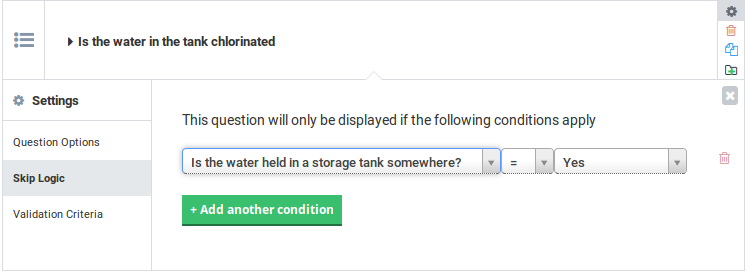 Is the water in the tank chlorinated
Settings
Question Options
Skip Logic
Validation Criteria
This question will only be displayed if the following conditions apply
Is the water held in a storage tank somewhere? = Yes
+ Add another condition